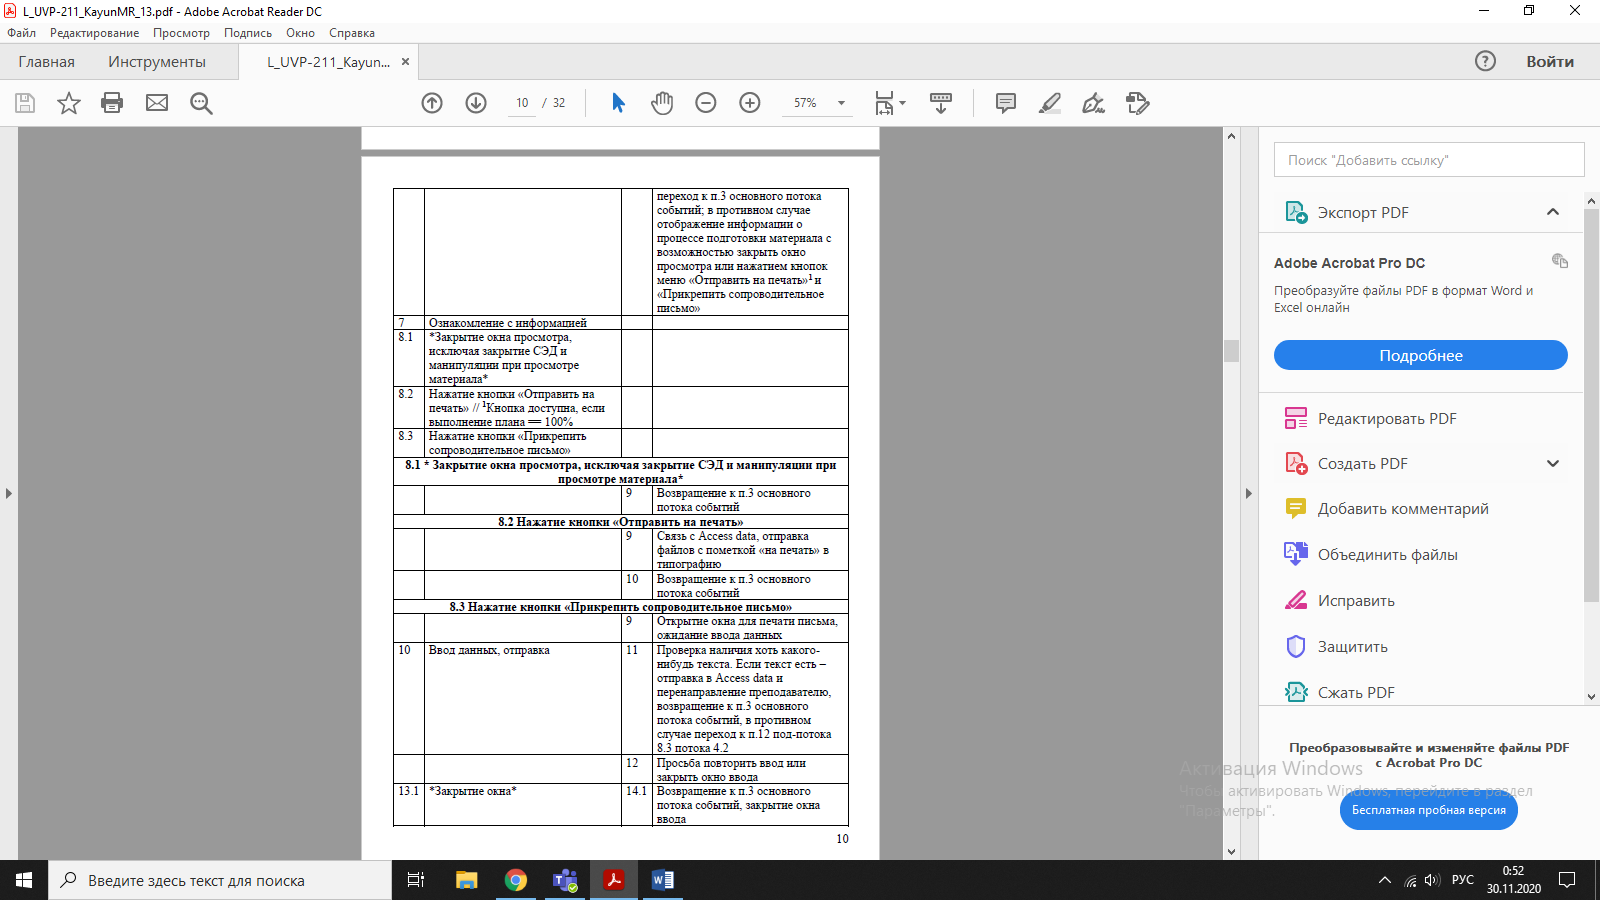 L_UVP-211_KayunMR_13.pdf - Adobe Acrobat Reader DC
Файл Редактирование Просмотр Подпись Окно Справка
Главная Инструменты L_UVP-211_Kayun... × Войти
10 / 32 57%
переход к п.3 основного потока
событий; в противном случае
отображение информации о
процессе подготовки материала с
возможностью закрыть окно
просмотра или нажатием кнопок
меню «Отправить на печать»¹ и
«Прикрепить сопроводительное
письмо»
7 Ознакомление с информацией
8.1 *Закрытие окна просмотра,
исключая закрытие СЭД и
манипуляции при просмотре
материала*
8.2 Нажатие кнопки «Отправить на
печать» // ¹Кнопка доступна, если
выполнение плана == 100%
8.3 Нажатие кнопки «Прикрепить
сопроводительное письмо»
8.1 * Закрытие окна просмотра, исключая закрытие СЭД и манипуляции при
просмотре материала*
9 Возвращение к п.3 основного
потока событий
8.2 Нажатие кнопки «Отправить на печать»
9 Связь с Access data, отправка
файлов с пометкой «на печать» в
типографию
10 Возвращение к п.3 основного
потока событий
8.3 Нажатие кнопки «Прикрепить сопроводительное письмо»
9 Открытие окна для печати письма,
ожидание ввода данных
10 Ввод данных, отправка 11 Проверка наличия хоть какого-
нибудь текста. Если текст есть –
отправка в Access data и
перенаправление преподавателю,
возвращение к п.3 основного
потока событий, в противном
случае переход к п.12 под-потока
8.3 потока 4.2
12 Просьба повторить ввод или
закрыть окно ввода
13.1 *Закрытие окна* 14.1 Возвращение к п.3 основного
потока событий, закрытие окна
ввода
10
Поиск "Добавить ссылку"
Экспорт PDF
Adobe Acrobat Pro DC
Преобразуйте файлы PDF в формат Word и
Excel онлайн
Подробнее
Редактировать PDF
Создать PDF
Добавить комментарий
Объединить файлы
Исправить
Защитить
Сжать PDF
Преобразовывайте и изменяйте файлы PDF
с Acrobat Pro DC
Бесплатная пробная версия
Активация Windows
Чтобы активировать Windows, перейдите в раздел
"Параметры".
Введите здесь текст для поиска
РУС
0:52
30.11.2020